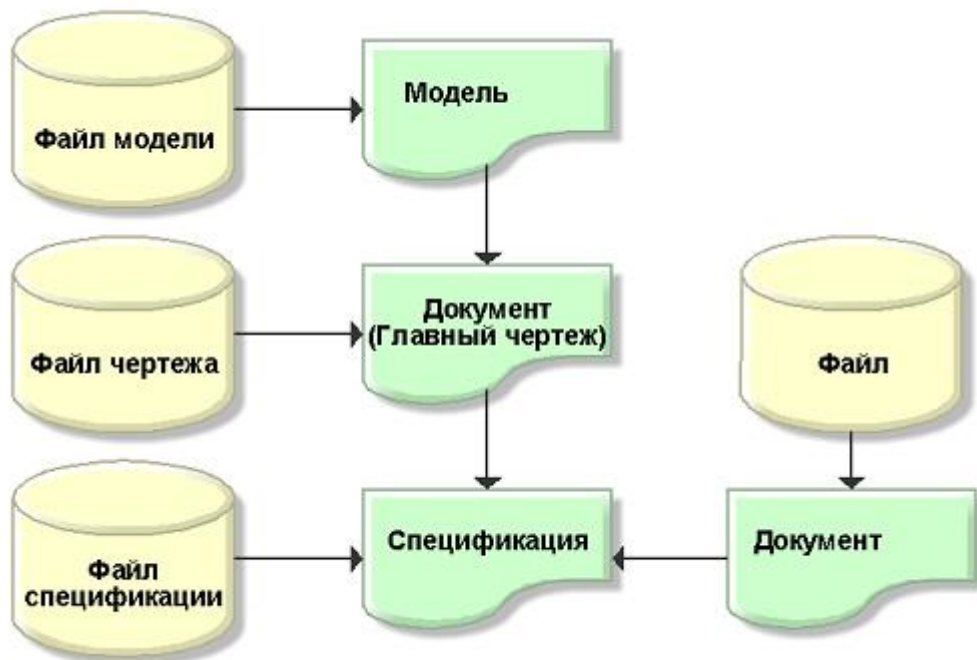 Файл модели
Модель
Файл чертежа
Документ
(Главный чертеж)
Файл
Файл
спецификации
Спецификация
Документ